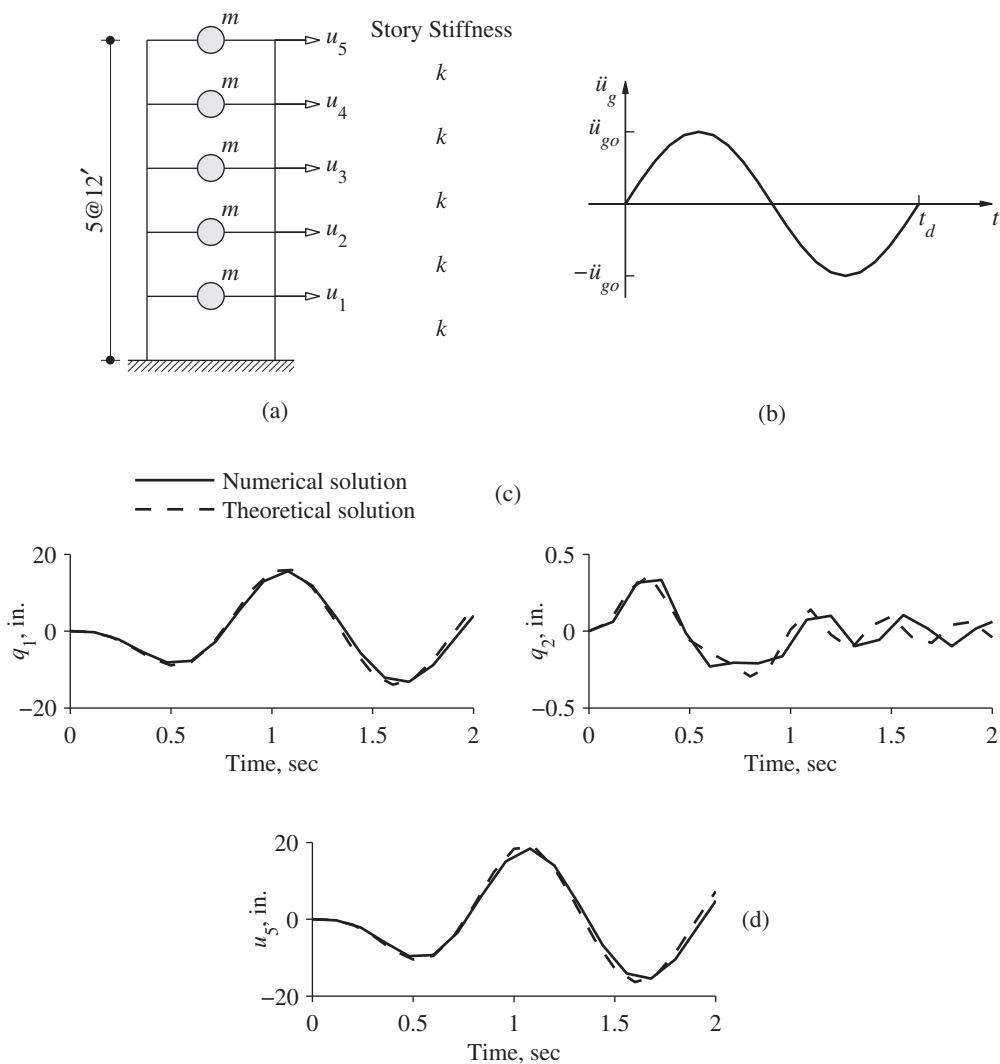 m
u5
Story Stiffness
k
m
u4
k
m
u3
k
m
u2
k
m
u1
k
5@12′
(a)
üg
ügo
td
t
−ügo
(b)
Numerical solution
Theoretical solution
(c)
20
0
−20
q1, in.
0
0.5
1
1.5
2
Time, sec
0.5
0
−0.5
q2, in.
0
0.5
1
1.5
2
Time, sec
20
0
−20
u5, in.
0
0.5
1
1.5
2
Time, sec
(d)